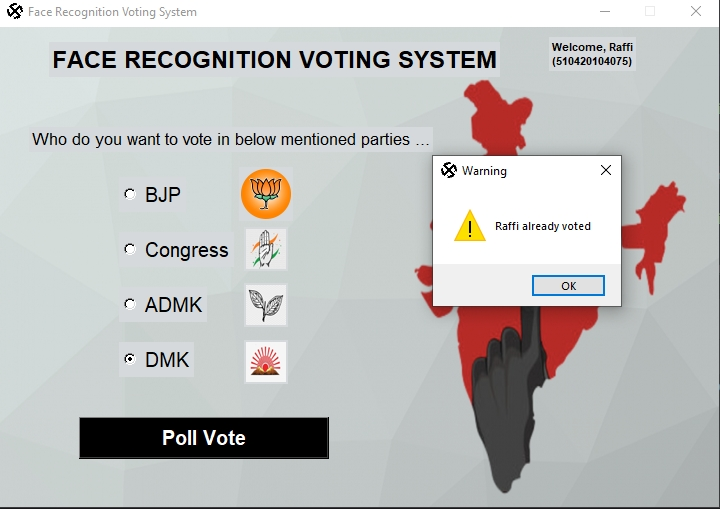 Face Recognition Voting System
FACE RECOGNITION VOTING SYSTEM
Welcome, Raffi
(510420104075)
Who do you want to vote in below mentioned parties ...
BJP
Congress
ADMK
DMK
Poll Vote
Warning
Raffi already voted
OK